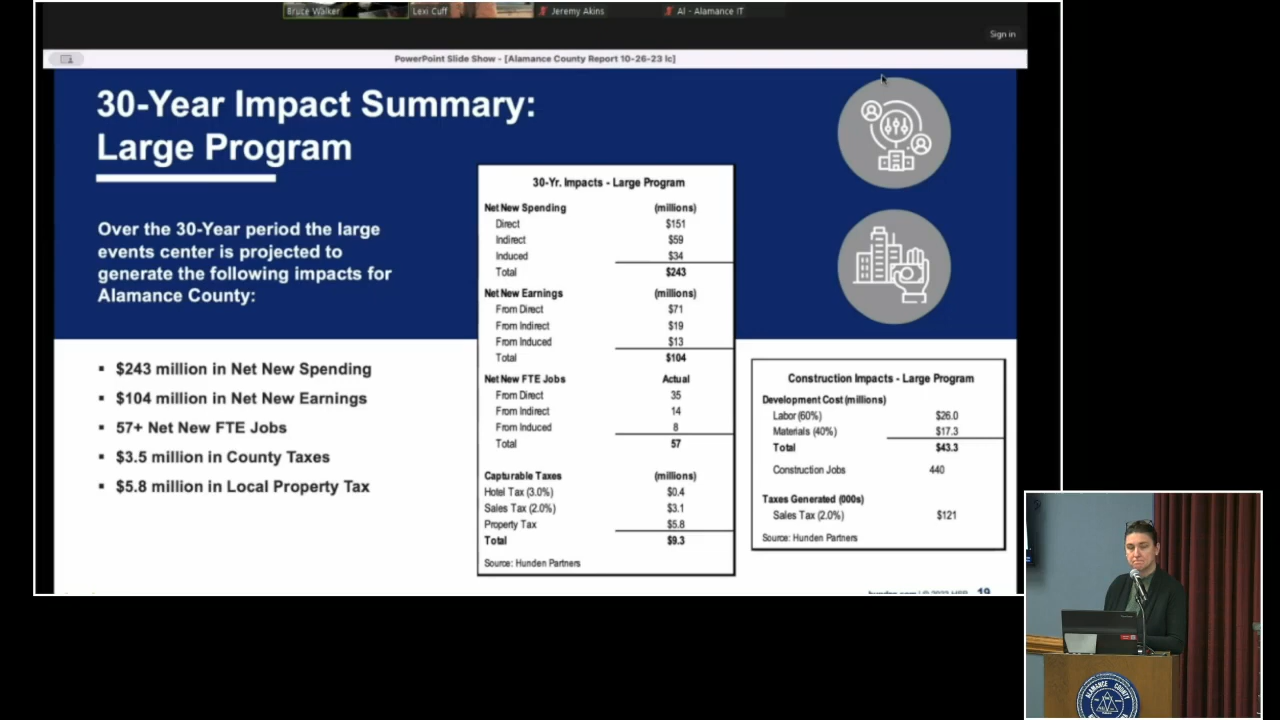 Bruce Walker
Lexi Cuff
Jeremy Akins
Al - Alamance IT
Sign in
PowerPoint Slide Show - [Alamance County Report 10-26-23 lc]
30-Year Impact Summary:
Large Program
Over the 30-Year period the large
events center is projected to
generate the following impacts for
Alamance County:
▪ $243 million in Net New Spending
▪ $104 million in Net New Earnings
▪ 57+ Net New FTE Jobs
▪ $3.5 million in County Taxes
▪ $5.8 million in Local Property Tax
30-Yr. Impacts - Large Program
Net New Spending (millions)
Direct $151
Indirect $59
Induced $34
Total $243
Net New Earnings (millions)
From Direct $71
From Indirect $19
From Induced $13
Total $104
Net New FTE Jobs Actual
From Direct 35
From Indirect 14
From Induced 8
Total 57
Capturable Taxes (millions)
Hotel Tax (3.0%) $0.4
Sales Tax (2.0%) $3.1
Property Tax $5.8
Total $9.3
Source: Hunden Partners
Construction Impacts - Large Program
Development Cost (millions)
Labor (60%) $26.0
Materials (40%) $17.3
Total $43.3
Construction Jobs 440
Taxes Generated (000s)
Sales Tax (2.0%) $121
Source: Hunden Partners
19
ALAMANCE COUNTY